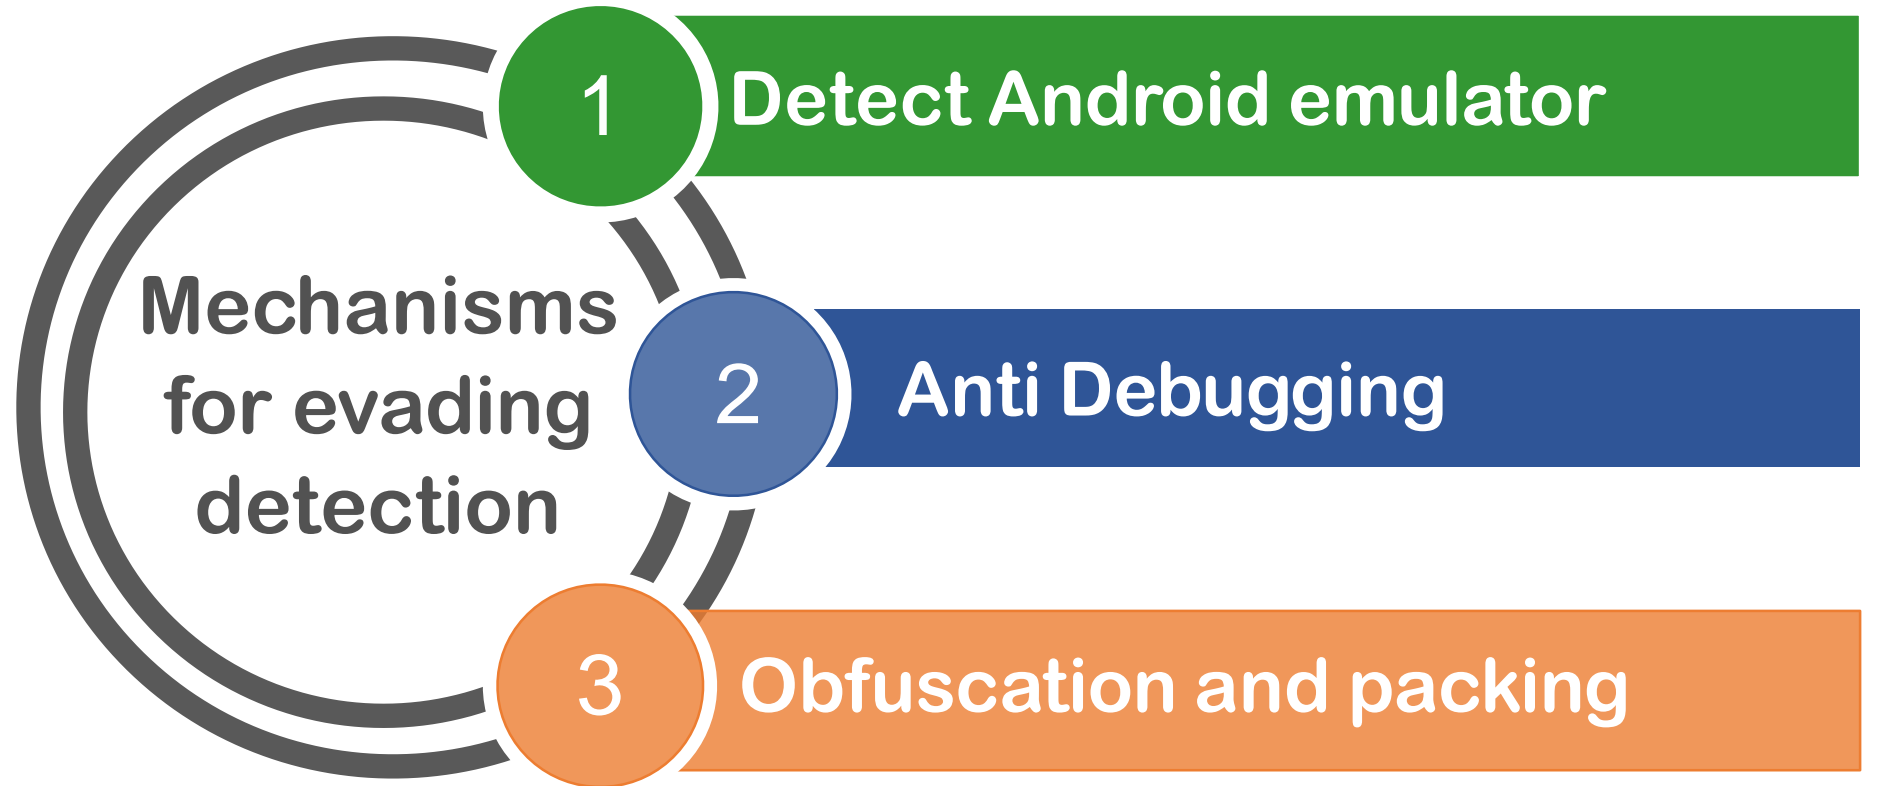 1
Detect Android emulator
Mechanisms
for evading
detection
2
Anti Debugging
3
Obfuscation and packing